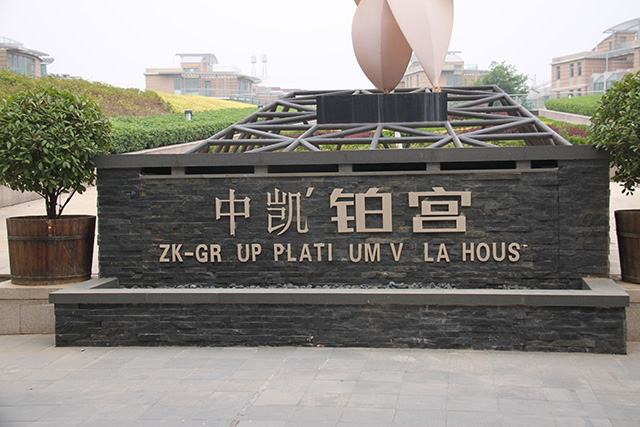 中凯'铂宫
ZK-GR UP PLATI UM V LA HOUS